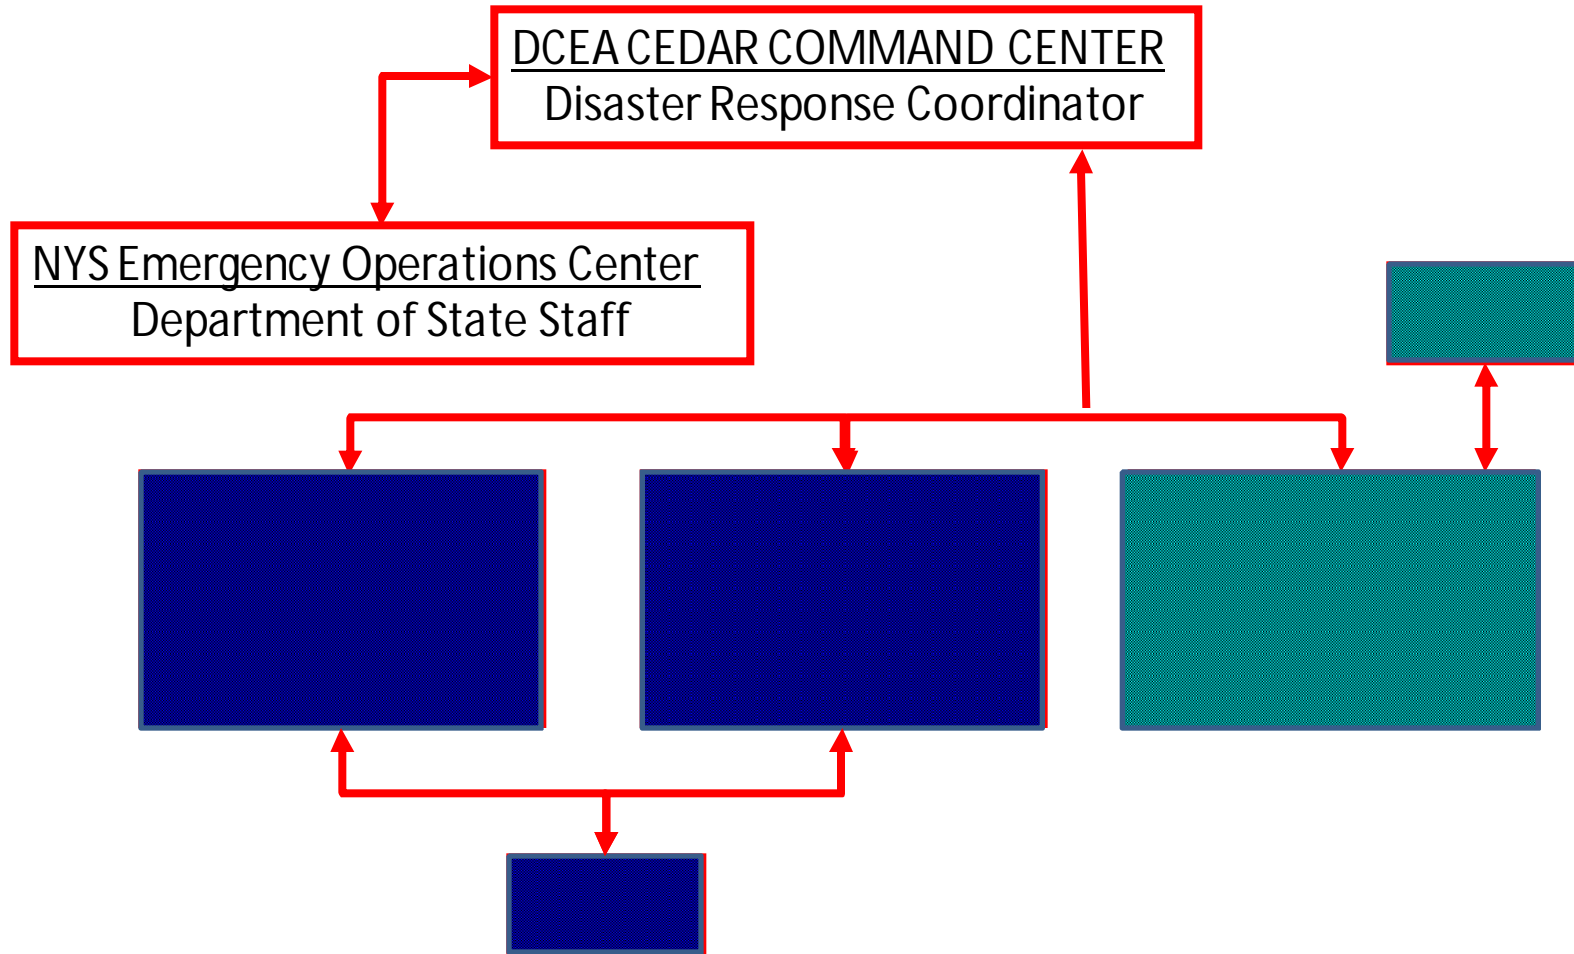 DCEA CEDAR COMMAND CENTER
Disaster Response Coordinator
NYS Emergency Operations Center
Department of State Staff